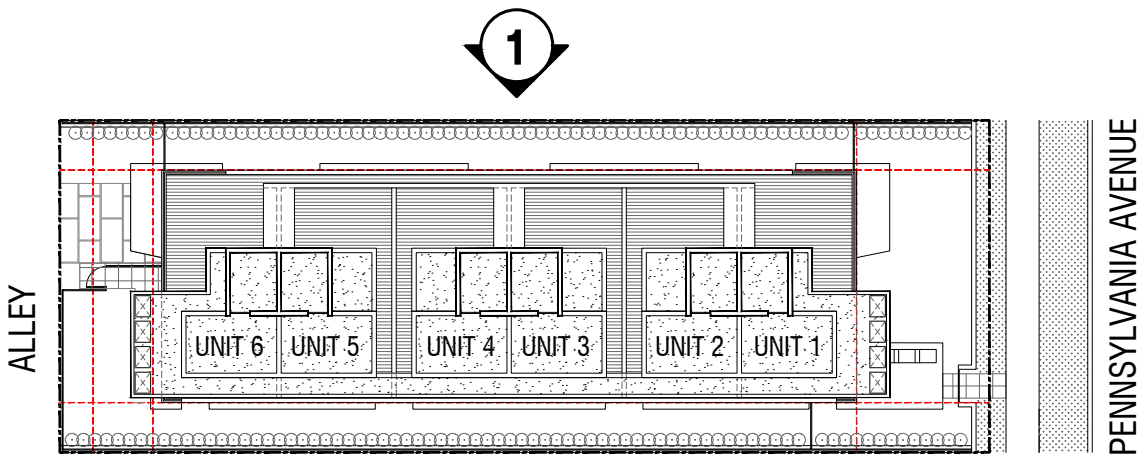 1
ALLEY
UNIT 6
UNIT 5
UNIT 4
UNIT 3
UNIT 2
UNIT 1
PENNSYLVANIA AVENUE